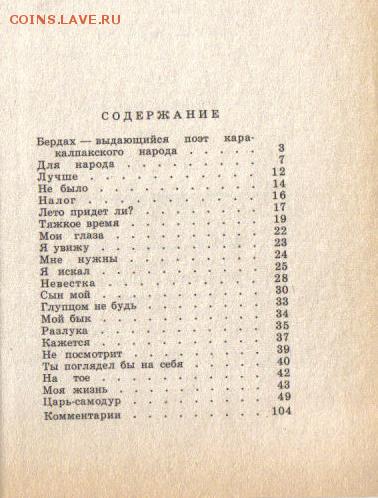 COINS.LAVE.RU
СОДЕРЖАНИЕ
Бердах — выдающийся поэт кара-
калпакского народа . . . . . 3
Для народа . . . . . . . . 7
Лучше . . . . . . . . . 12
Не было . . . . . . . . . 14
Налог . . . . . . . . . 16
Лето придет ли? . . . . . . . 17
Тяжкое время . . . . . . . 19
Мои глаза . . . . . . . . 22
Я увижу . . . . . . . . . 23
Мне нужны . . . . . . . . 24
Я искал . . . . . . . . . 25
Невестка . . . . . . . . . 28
Сын мой . . . . . . . . . 30
Глупцом не будь . . . . . . . 33
Мой бык . . . . . . . . . 34
Разлука . . . . . . . . . 35
Кажется . . . . . . . . . 37
Не посмотрит . . . . . . . 39
Ты поглядел бы на себя . . . . . 40
На тое . . . . . . . . . 42
Моя жизнь . . . . . . . . 43
Царь-самодур . . . . . . . 49
Комментарии . . . . . . . 104